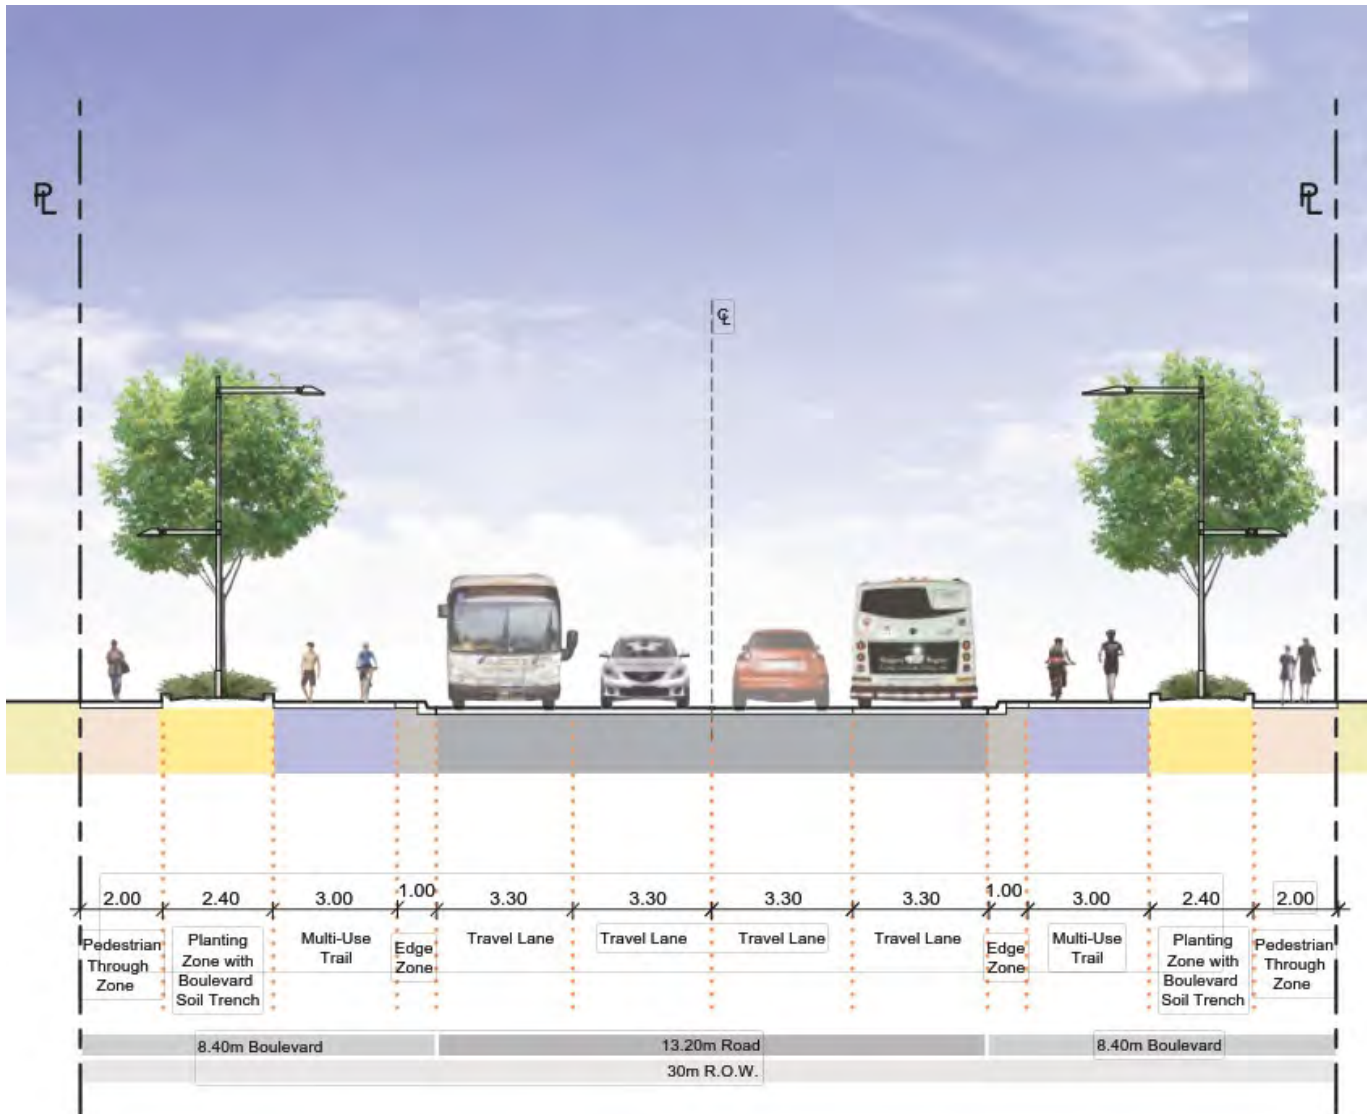 PL
PL
CL
2.00
2.40
3.00
1.00
3.30
3.30
3.30
3.30
1.00
3.00
2.40
2.00
Pedestrian
Through
Zone
Planting
Zone with
Boulevard
Soil Trench
Multi-Use
Trail
Edge
Zone
Travel Lane
Travel Lane
Travel Lane
Travel Lane
Edge
Zone
Multi-Use
Trail
Planting
Zone with
Boulevard
Soil Trench
Pedestrian
Through
Zone
8.40m Boulevard
13.20m Road
8.40m Boulevard
30m R.O.W.